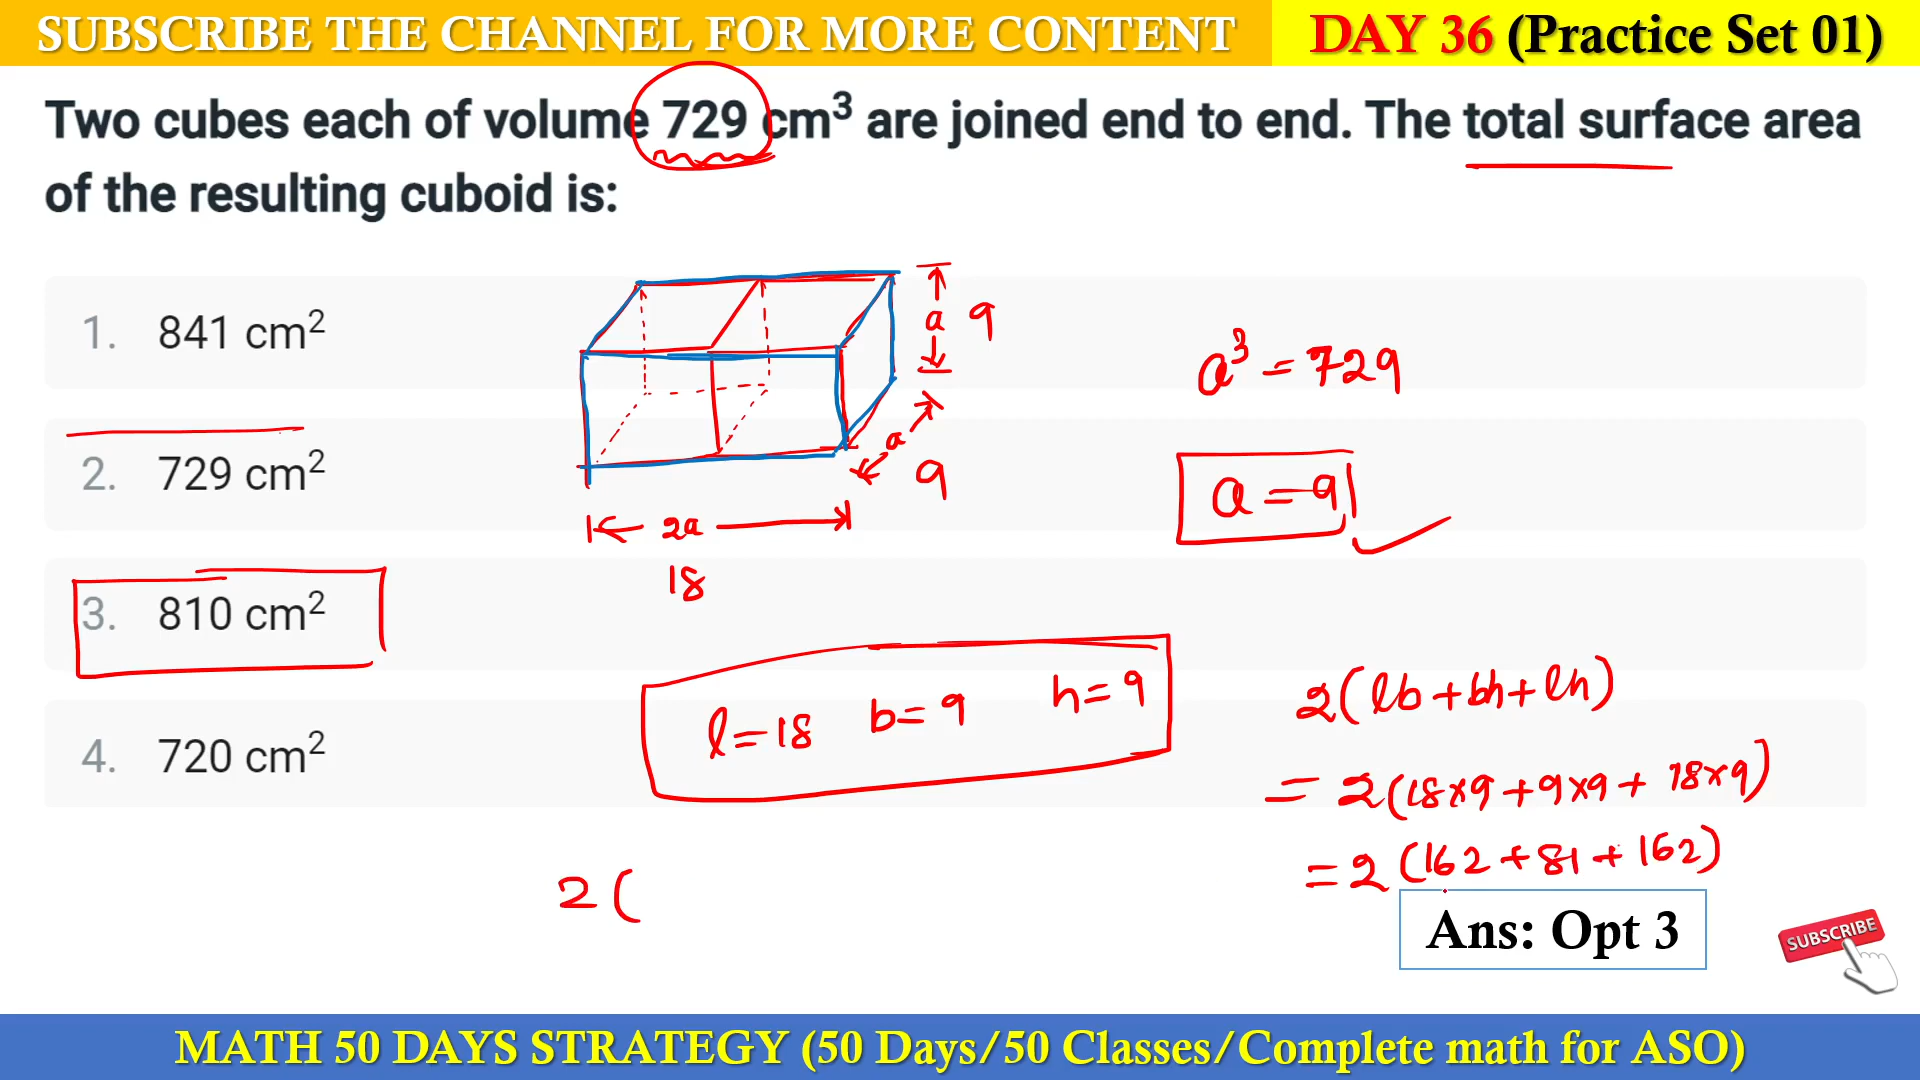 SUBSCRIBE THE CHANNEL FOR MORE CONTENT
DAY 36 (Practice Set 01)
Two cubes each of volume 729 cm³ are joined end to end. The total surface area
of the resulting cuboid is:
1. 841 cm²
2. 729 cm²
3. 810 cm²
4. 720 cm²
a 9
a
9
2a
18
a³ = 729
a = 9
l = 18 b = 9 h = 9
2(lb + bh + lh)
= 2(18×9 + 9×9 + 18×9)
= 2(162 + 81 + 162)
2(
Ans: Opt 3
SUBSCRIBE
MATH 50 DAYS STRATEGY (50 Days/50 Classes/Complete math for ASO)